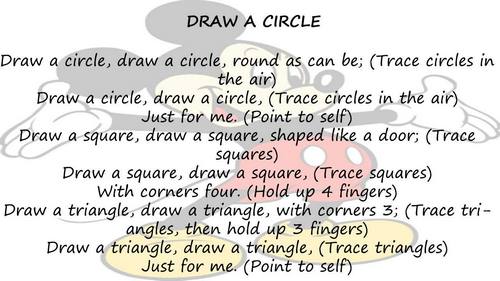 DRAW A CIRCLE
Draw a circle, draw a circle, round as can be; (Trace circles in
the air)
Draw a circle, draw a circle, (Trace circles in the air)
Just for me. (Point to self)
Draw a square, draw a square, shaped like a door; (Trace
squares)
Draw a square, draw a square, (Trace squares)
With corners four. (Hold up 4 fingers)
Draw a triangle, draw a triangle, with corners 3; (Trace tri-
angles, then hold up 3 fingers)
Draw a triangle, draw a triangle, (Trace triangles)
Just for me. (Point to self)